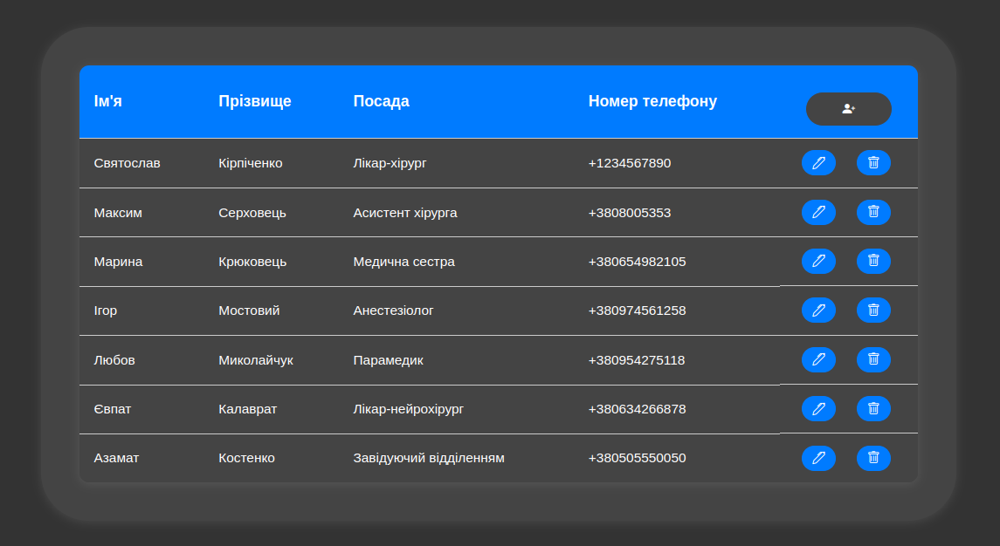 Ім'я Прізвище Посада Номер телефону
Святослав Кірпіченко Лікар-хірург +1234567890
Максим Серховець Асистент хірурга +3808005353
Марина Крюковець Медична сестра +380654982105
Ігор Мостовий Анестезіолог +380974561258
Любов Миколайчук Парамедик +380954275118
Євпат Калаврат Лікар-нейрохірург +380634266878
Азамат Костенко Завідуючий відділенням +380505550050